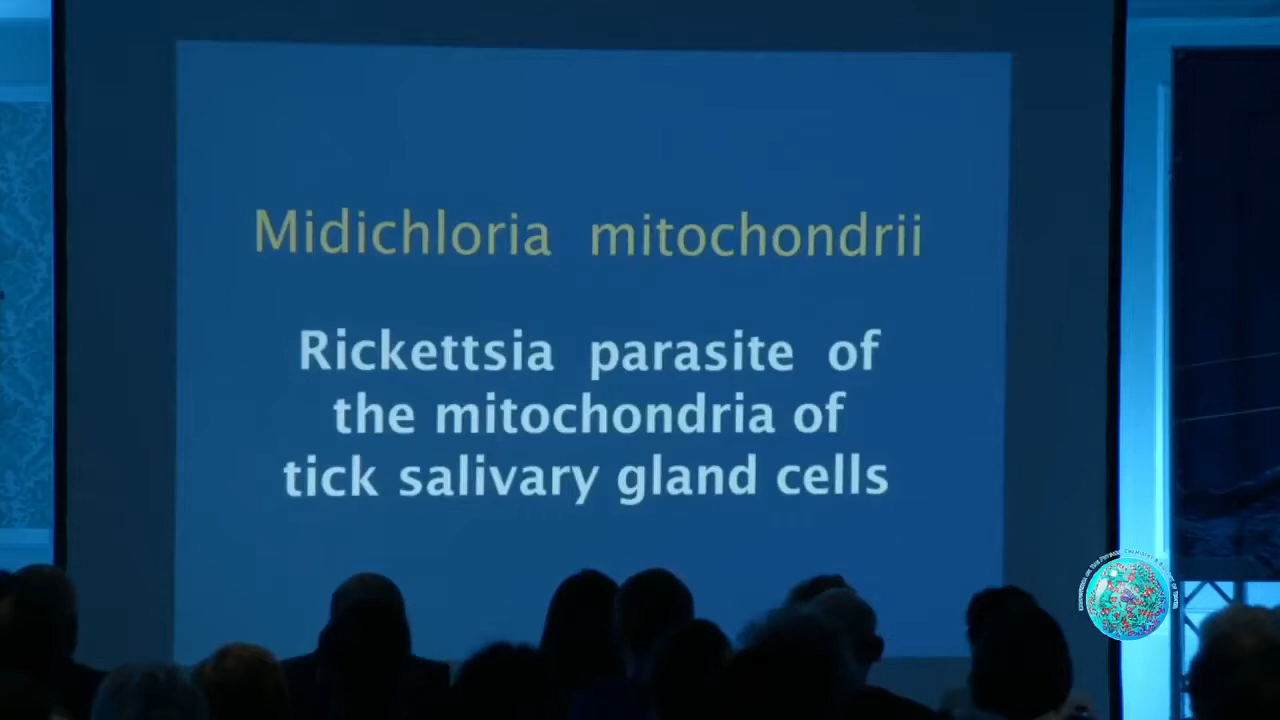 Midichloria mitochondrii
Rickettsia parasite of
the mitochondria of
tick salivary gland cells